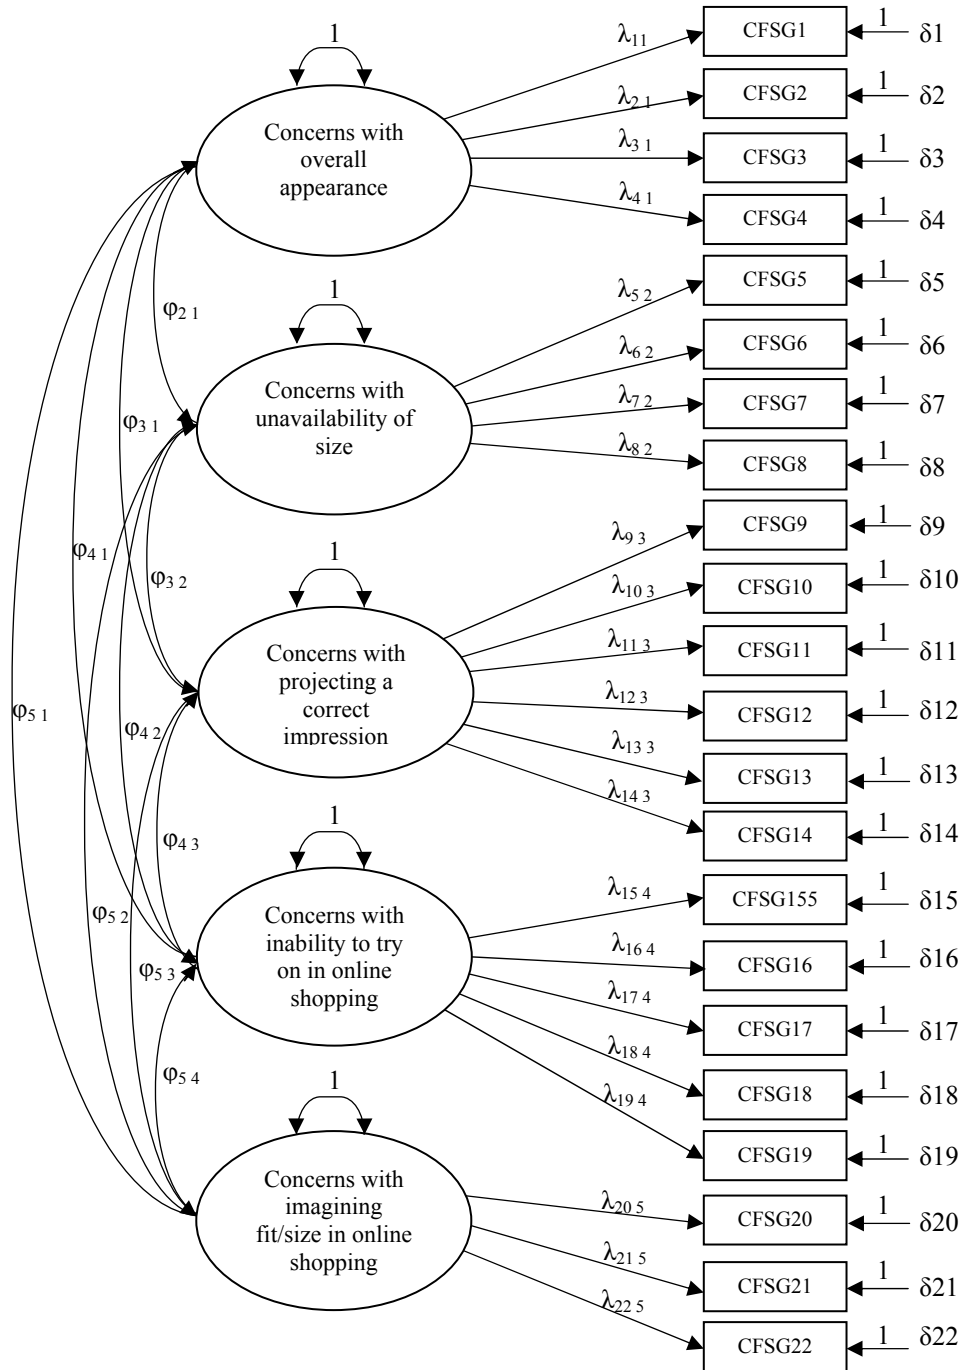 1
λ11
CFSG1
1
δ1
λ2 1
CFSG2
1
δ2
Concerns with
overall
appearance
λ3 1
CFSG3
1
δ3
λ4 1
CFSG4
1
δ4
φ2 1
1
λ5 2
CFSG5
1
δ5
λ6 2
CFSG6
1
δ6
Concerns with
unavailability of
size
λ7 2
CFSG7
1
δ7
φ3 1
λ8 2
CFSG8
1
δ8
φ4 1
φ3 2
1
λ9 3
CFSG9
1
δ9
λ10 3
CFSG10
1
δ10
Concerns with
projecting a
correct
impression
λ11 3
CFSG11
1
δ11
λ12 3
CFSG12
1
δ12
φ5 1
φ4 2
λ13 3
CFSG13
1
δ13
λ14 3
CFSG14
1
δ14
φ4 3
1
λ15 4
CFSG155
1
δ15
Concerns with
inability to try
on in online
shopping
λ16 4
CFSG16
1
δ16
φ5 2
φ5 3
λ17 4
CFSG17
1
δ17
λ18 4
CFSG18
1
δ18
φ5 4
λ19 4
CFSG19
1
δ19
1
Concerns with
imagining
fit/size in online
shopping
λ20 5
CFSG20
1
δ20
λ21 5
CFSG21
1
δ21
λ22 5
CFSG22
1
δ22